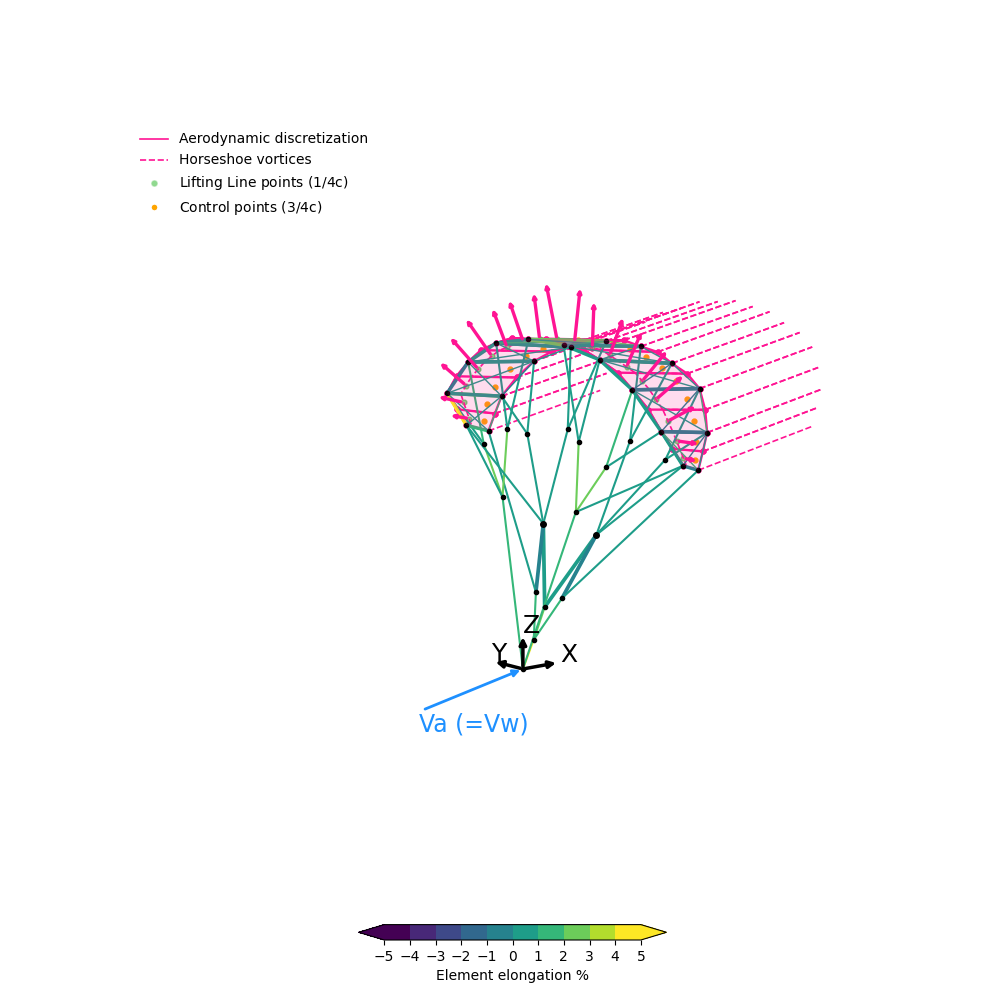 Aerodynamic discretization
Horseshoe vortices
Lifting Line points (1/4c)
Control points (3/4c)
Z
Y
X
Va (=Vw)
−5 −4 −3 −2 −1 0 1 2 3 4 5
Element elongation %